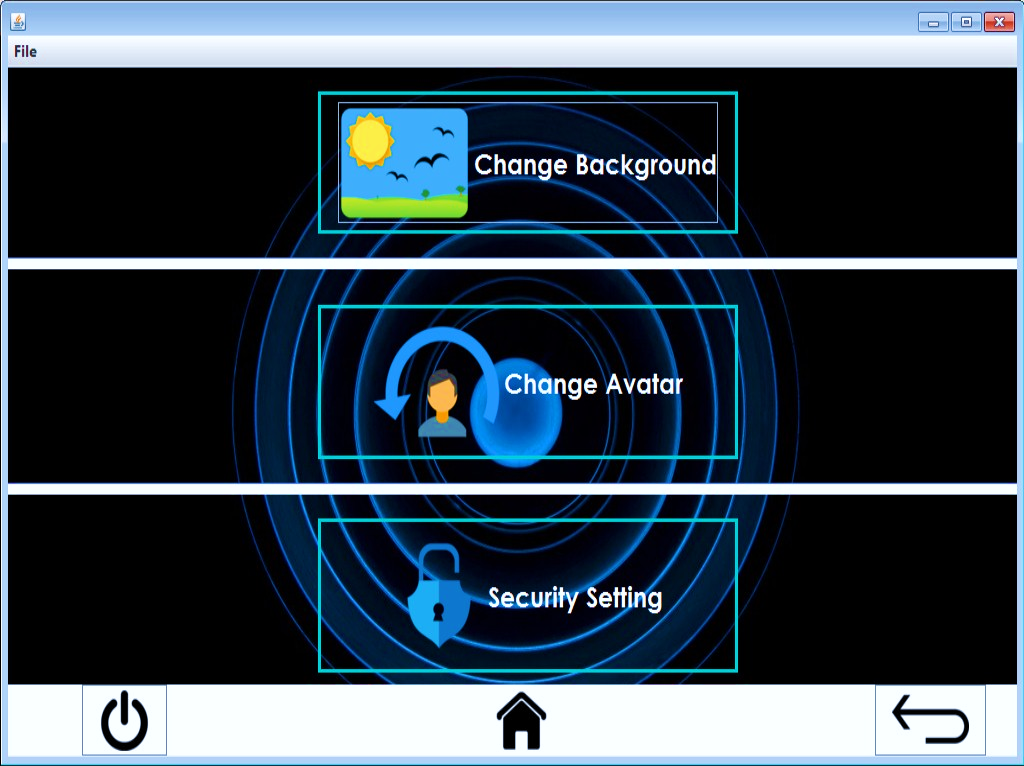 File
Change Background
Change Avatar
Security Setting